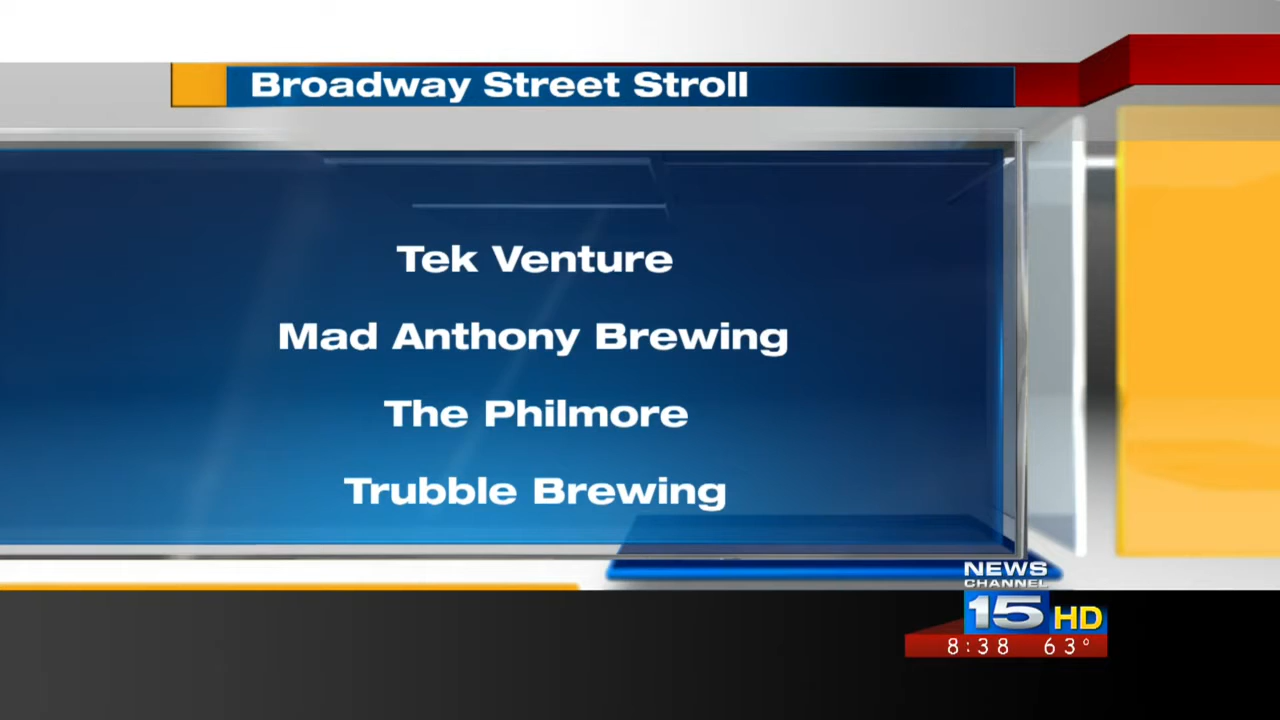 Broadway Street Stroll
Tek Venture
Mad Anthony Brewing
The Philmore
Trubble Brewing
NEWS
CHANNEL
15 HD
8:38 63°